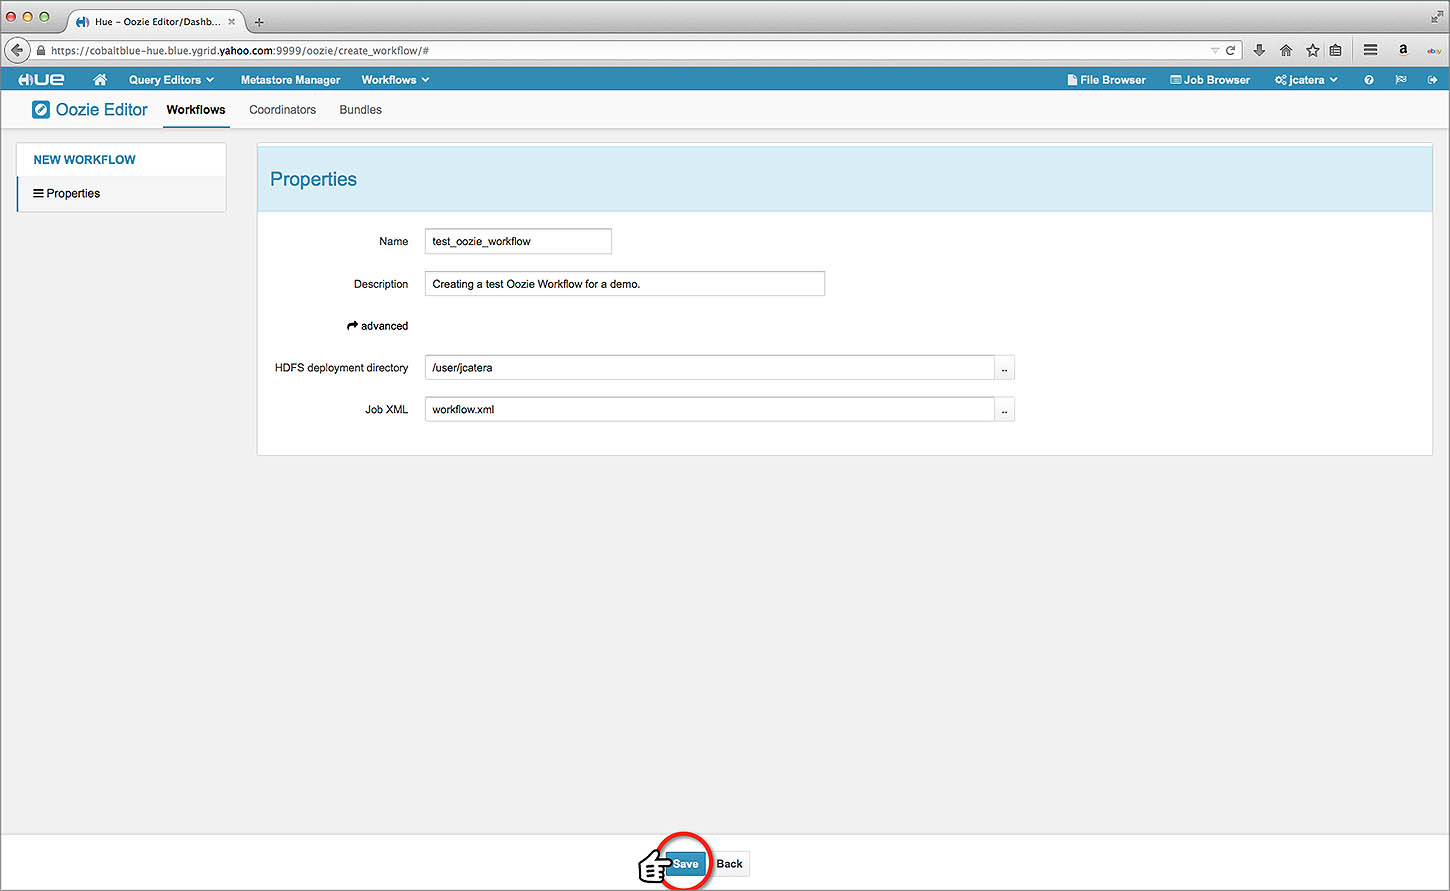 Hue - Oozie Editor/Dashb...
https://cobaltblue-hue.blue.ygrid.yahoo.com:9999/oozie/create_workflow/#
a
ebay
HUE Query Editors Metastore Manager Workflows File Browser Job Browser jcatera
Oozie Editor Workflows Coordinators Bundles
NEW WORKFLOW
Properties
Properties
Name test_oozie_workflow
Description Creating a test Oozie Workflow for a demo.
advanced
HDFS deployment directory /user/jcatera ..
Job XML workflow.xml ..
Save Back